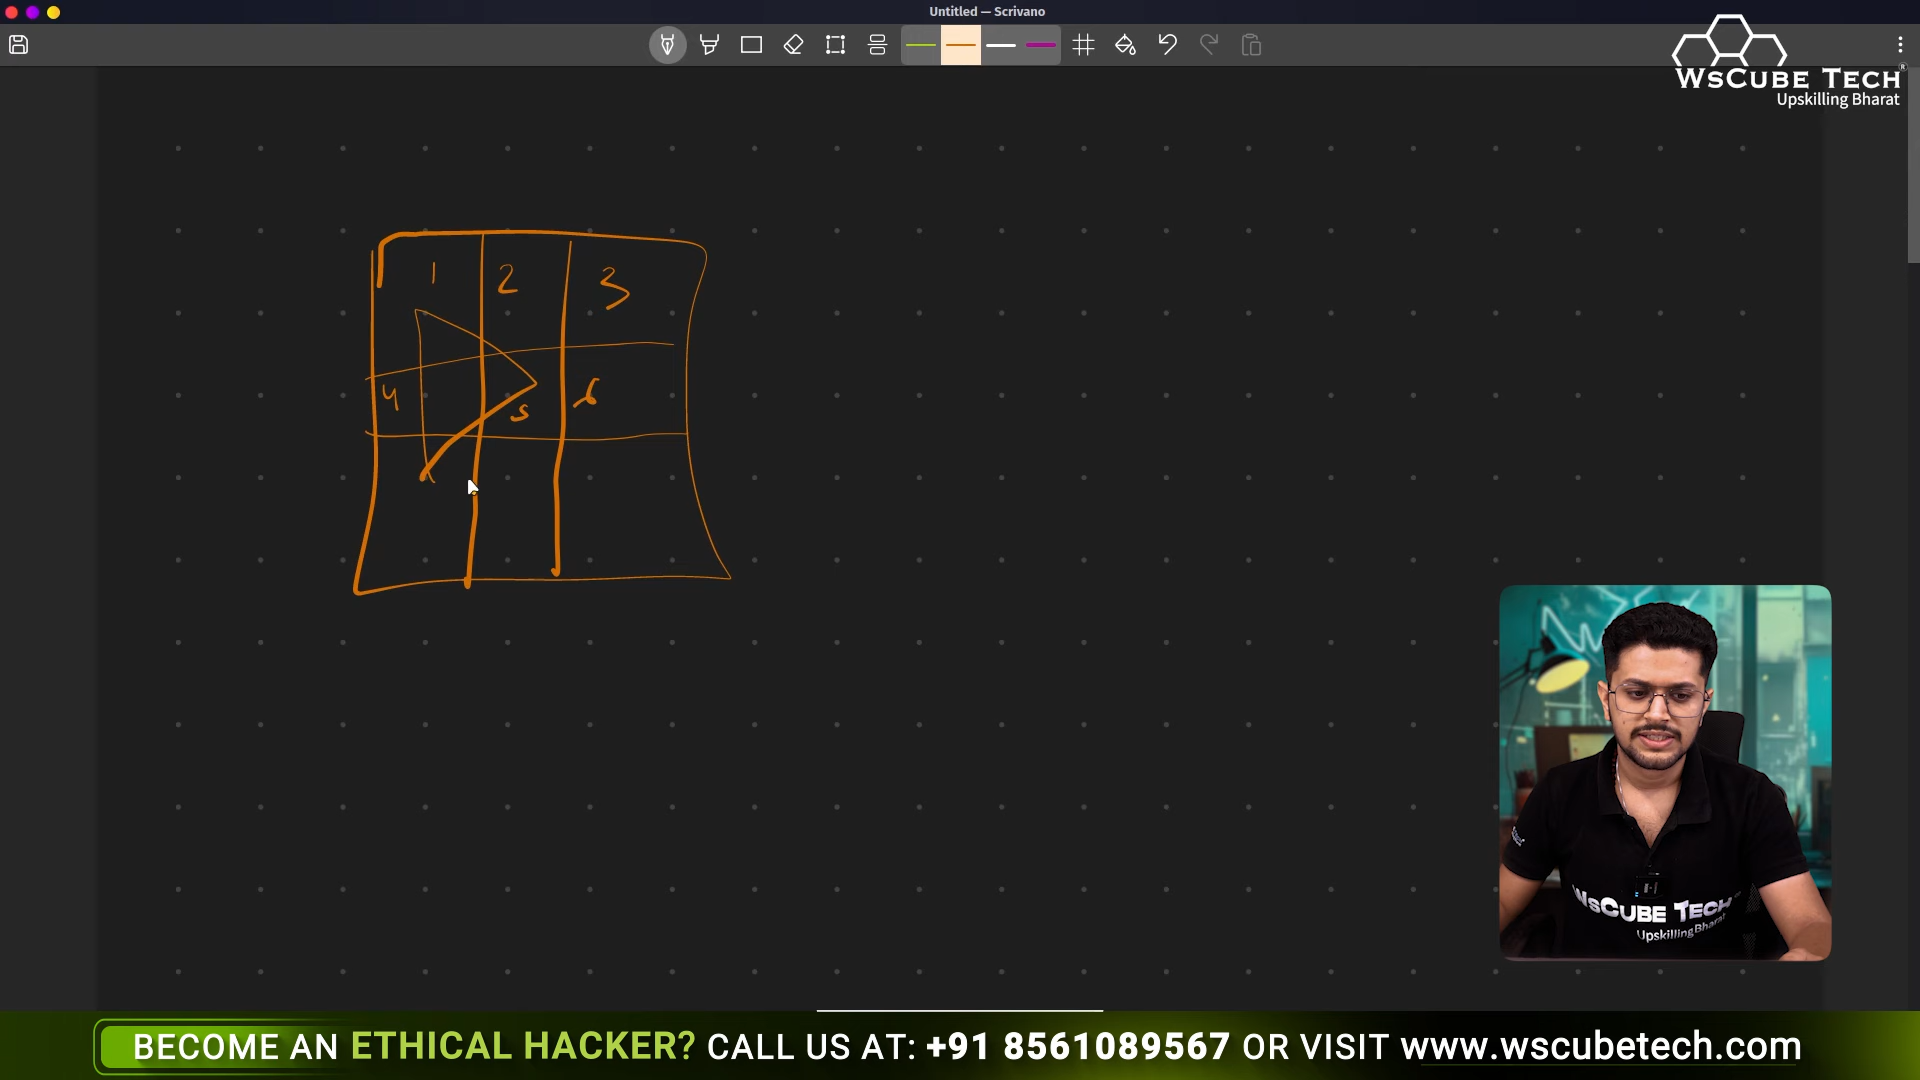 Untitled — Scrivano
WsCube Tech®
Upskilling Bharat
1 2 3
4 5 6
WsCube Tech
Upskilling Bharat
BECOME AN ETHICAL HACKER? CALL US AT: +91 8561089567 OR VISIT www.wscubetech.com